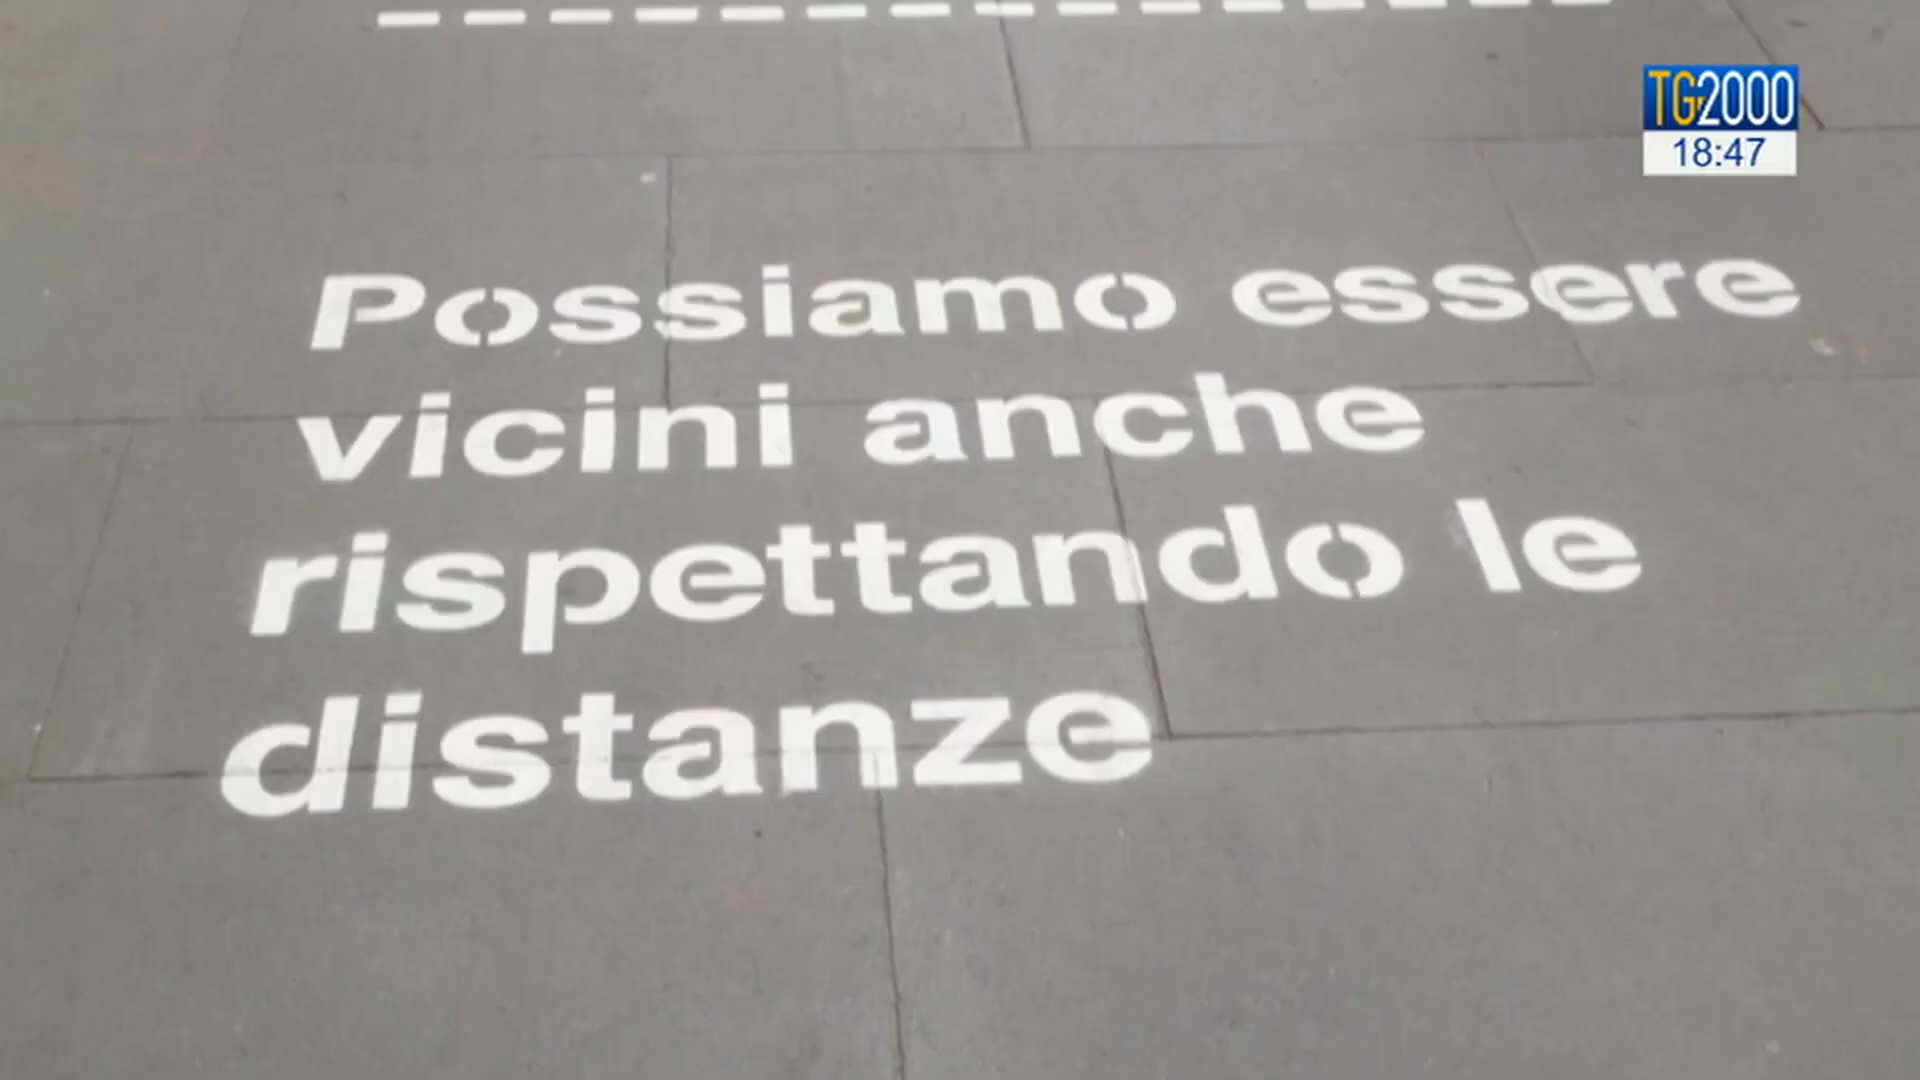 TG2000
18:47
Possiamo essere
vicini anche
rispettando le
distanze